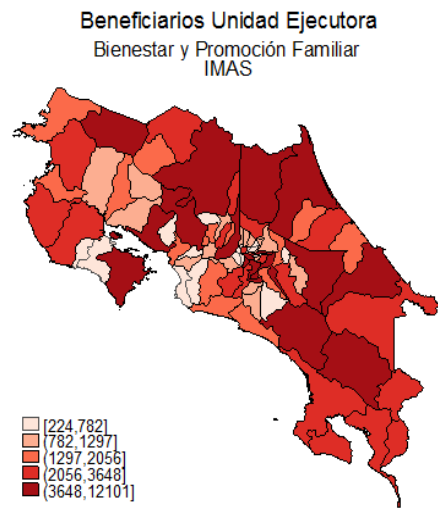 Beneficiarios Unidad Ejecutora
Bienestar y Promoción Familiar
IMAS
[224,782]
(782,1297]
(1297,2056]
(2056,3648]
(3648,12101]